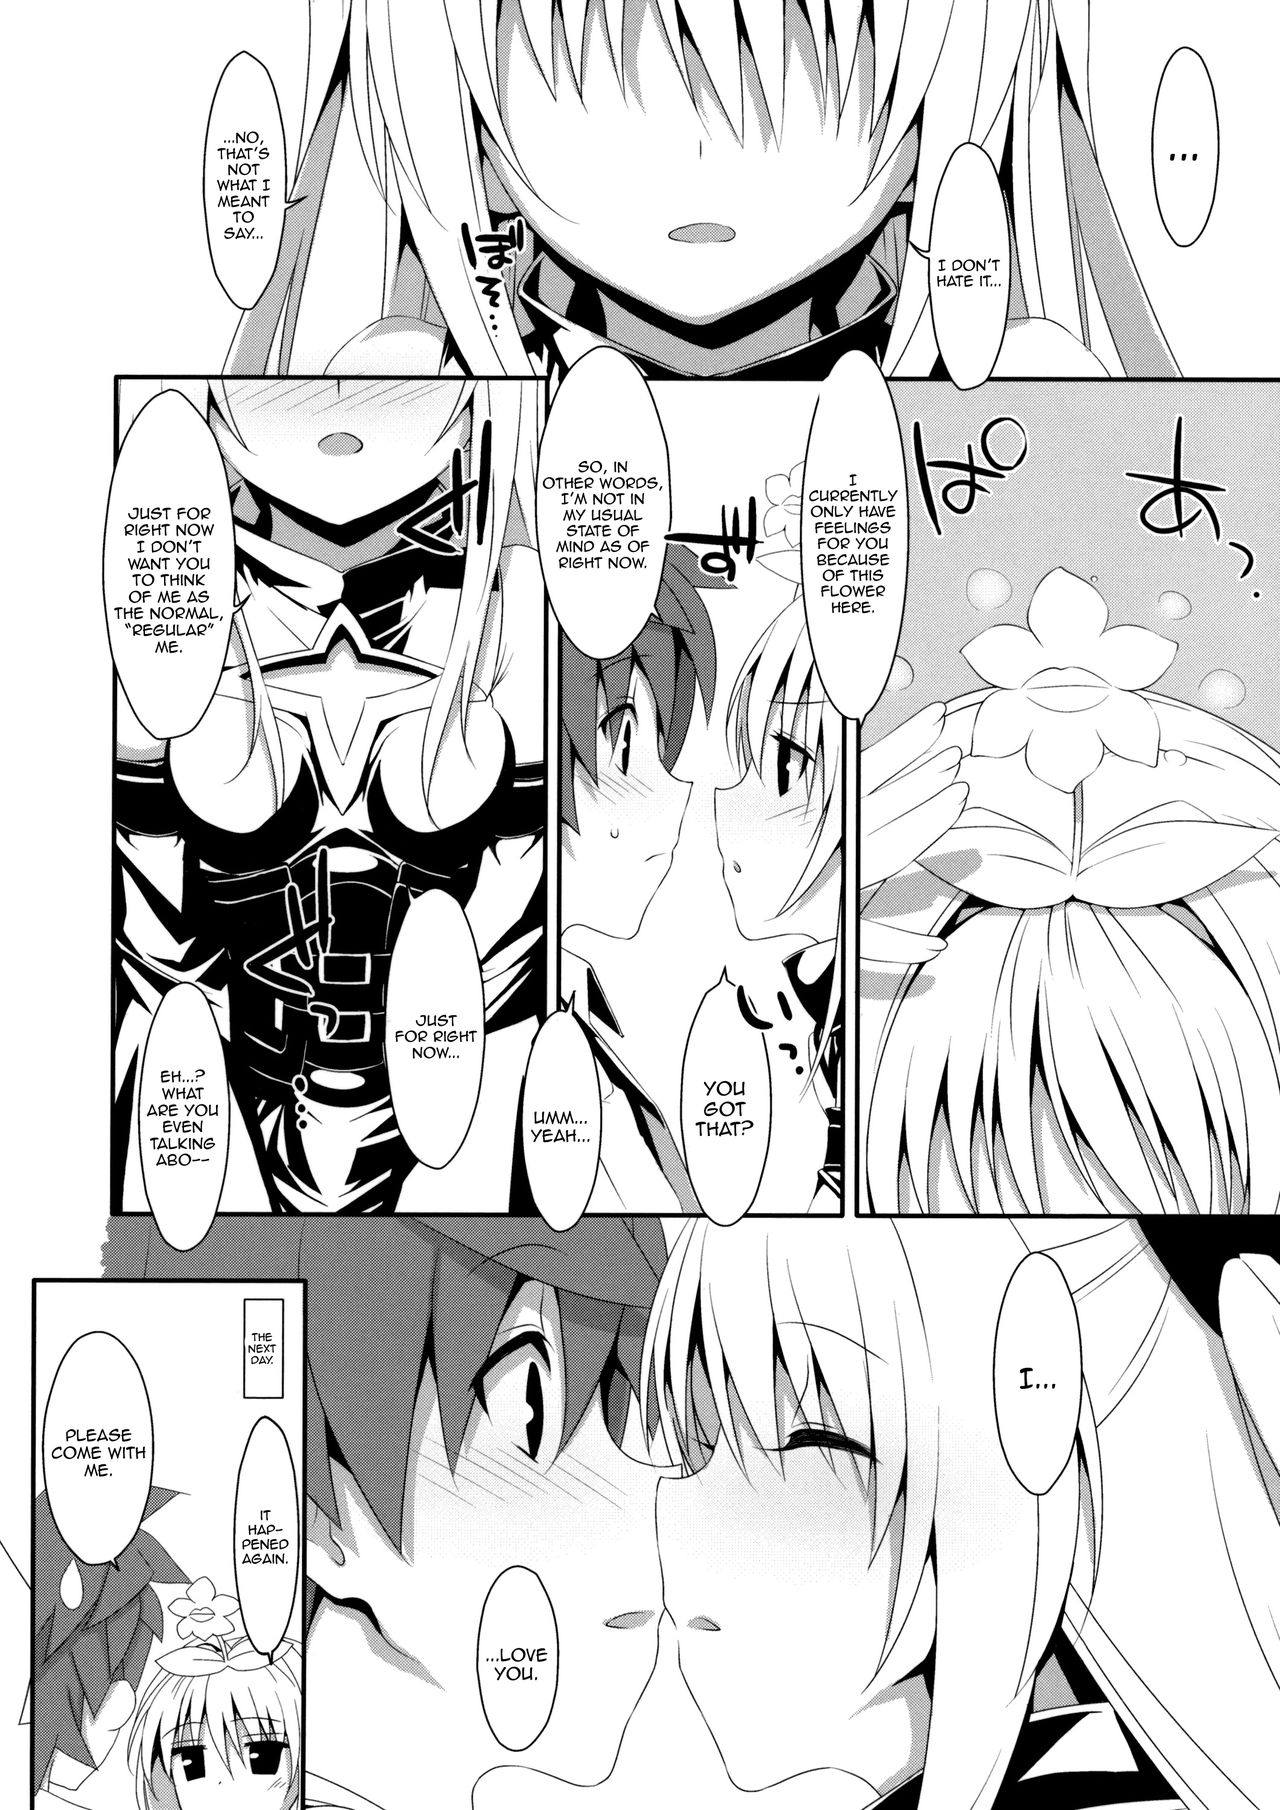 ...
I DON'T
HATE IT...
ぽ〜...
...NO,
THAT'S
NOT
WHAT I
MEANT
TO
SAY...
あっ.
ぱ
I
CURRENTLY
ONLY HAVE
FEELINGS
FOR YOU
BECAUSE
OF THIS
FLOWER
HERE.
SO, IN
OTHER WORDS,
I'M NOT IN
MY USUAL
STATE OF
MIND AS OF
RIGHT NOW.
YOU
GOT
THAT?
UMM...
YEAH...
JUST FOR
RIGHT NOW
I DON'T
WANT YOU
TO THINK
OF ME AS
THE NORMAL,
“REGULAR”
ME.
JUST
FOR RIGHT
NOW...
EH...?
WHAT
ARE YOU
EVEN
TALKING
ABO--
I...
...LOVE
YOU.
THE
NEXT
DAY.
IT
HAP-
PENED
AGAIN.
PLEASE
COME WITH
ME.